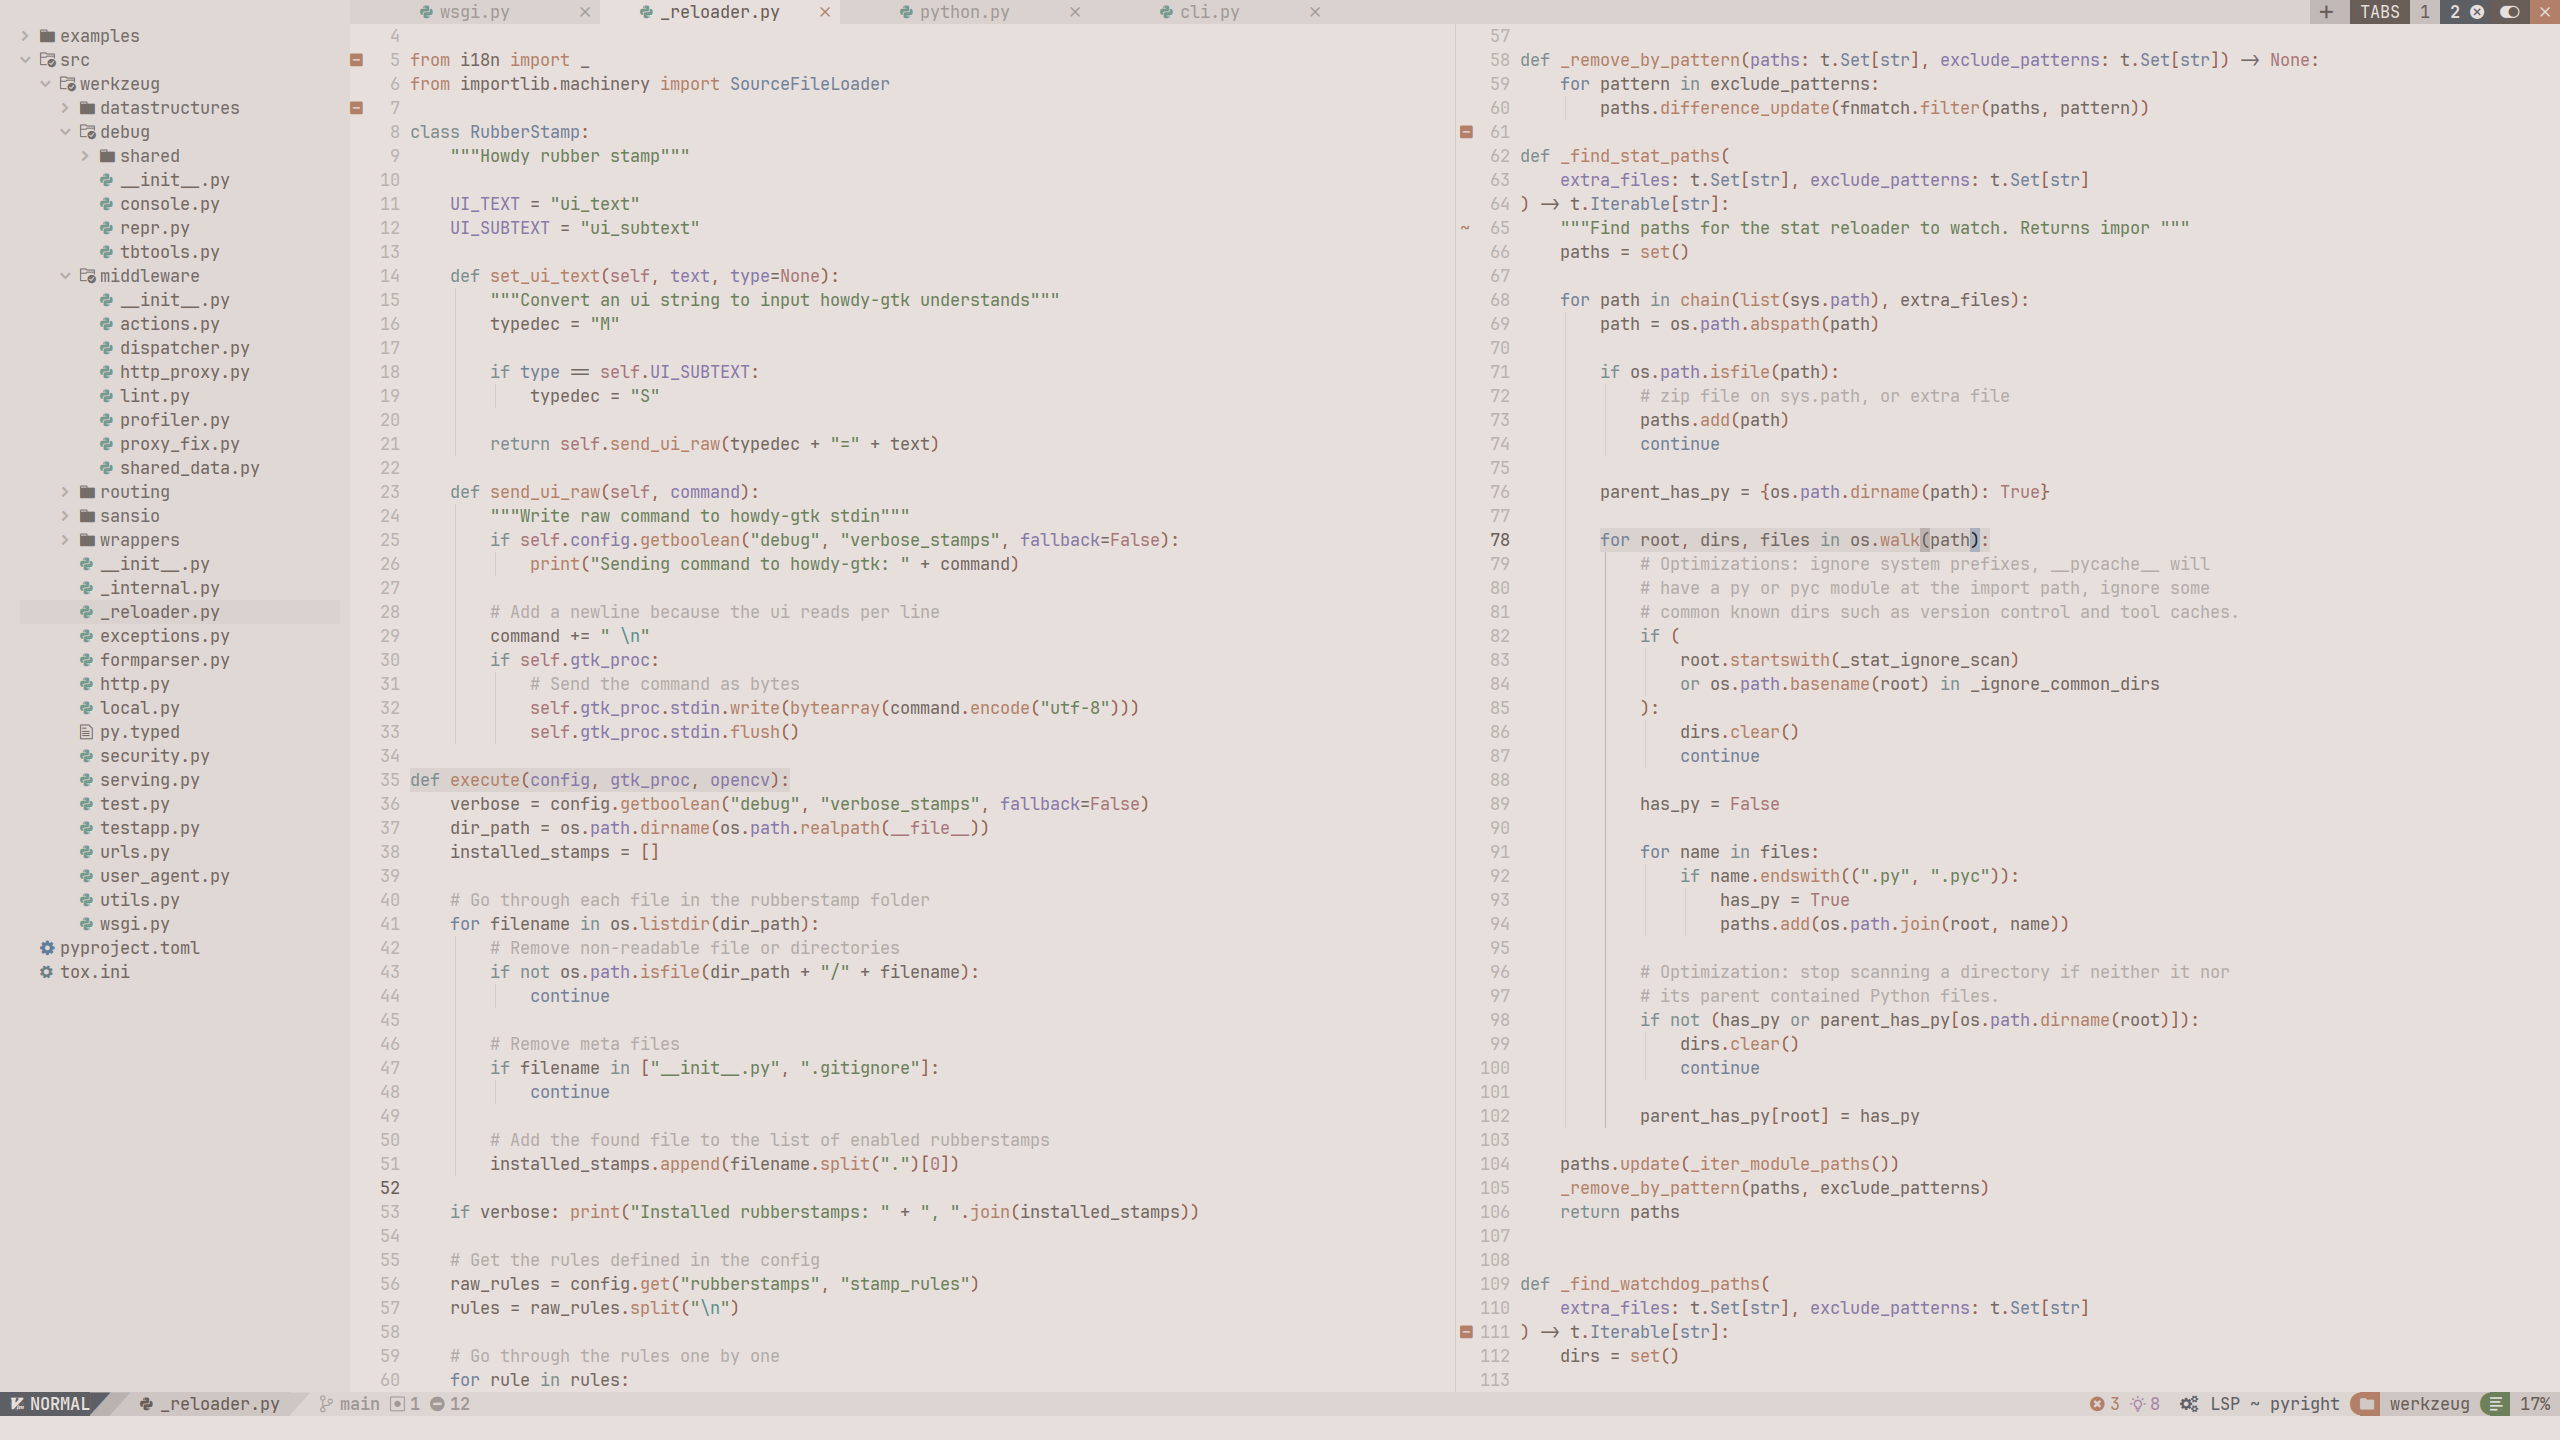 wsgi.py
_reloader.py
python.py
cli.py
TABS 1 2
examples
src
werkzeug
datastructures
debug
shared
__init__.py
console.py
repr.py
tbtools.py
middleware
__init__.py
actions.py
dispatcher.py
http_proxy.py
lint.py
profiler.py
proxy_fix.py
shared_data.py
routing
sansio
wrappers
__init__.py
_internal.py
_reloader.py
exceptions.py
formparser.py
http.py
local.py
py.typed
security.py
serving.py
test.py
testapp.py
urls.py
user_agent.py
utils.py
wsgi.py
pyproject.toml
tox.ini
4
5 from i18n import _
6 from importlib.machinery import SourceFileLoader
7
8 class RubberStamp:
9     """Howdy rubber stamp"""
10
11     UI_TEXT = "ui_text"
12     UI_SUBTEXT = "ui_subtext"
13
14     def set_ui_text(self, text, type=None):
15         """Convert an ui string to input howdy-gtk understands"""
16         typedec = "M"
17
18         if type == self.UI_SUBTEXT:
19             typedec = "S"
20
21         return self.send_ui_raw(typedec + "=" + text)
22
23     def send_ui_raw(self, command):
24         """Write raw command to howdy-gtk stdin"""
25         if self.config.getboolean("debug", "verbose_stamps", fallback=False):
26             print("Sending command to howdy-gtk: " + command)
27
28         # Add a newline because the ui reads per line
29         command += " \n"
30         if self.gtk_proc:
31             # Send the command as bytes
32             self.gtk_proc.stdin.write(bytearray(command.encode("utf-8")))
33             self.gtk_proc.stdin.flush()
34
35 def execute(config, gtk_proc, opencv):
36     verbose = config.getboolean("debug", "verbose_stamps", fallback=False)
37     dir_path = os.path.dirname(os.path.realpath(__file__))
38     installed_stamps = []
39
40     # Go through each file in the rubberstamp folder
41     for filename in os.listdir(dir_path):
42         # Remove non-readable file or directories
43         if not os.path.isfile(dir_path + "/" + filename):
44             continue
45
46         # Remove meta files
47         if filename in ["__init__.py", ".gitignore"]:
48             continue
49
50         # Add the found file to the list of enabled rubberstamps
51         installed_stamps.append(filename.split(".")[0])
52
53     if verbose: print("Installed rubberstamps: " + ", ".join(installed_stamps))
54
55     # Get the rules defined in the config
56     raw_rules = config.get("rubberstamps", "stamp_rules")
57     rules = raw_rules.split("\n")
58
59     # Go through the rules one by one
60     for rule in rules:
57
58 def _remove_by_pattern(paths: t.Set[str], exclude_patterns: t.Set[str]) -> None:
59     for pattern in exclude_patterns:
60         paths.difference_update(fnmatch.filter(paths, pattern))
61
62 def _find_stat_paths(
63     extra_files: t.Set[str], exclude_patterns: t.Set[str]
64 ) -> t.Iterable[str]:
~ 65     """Find paths for the stat reloader to watch. Returns impor """
66     paths = set()
67
68     for path in chain(list(sys.path), extra_files):
69         path = os.path.abspath(path)
70
71         if os.path.isfile(path):
72             # zip file on sys.path, or extra file
73             paths.add(path)
74             continue
75
76         parent_has_py = {os.path.dirname(path): True}
77
78         for root, dirs, files in os.walk(path):
79             # Optimizations: ignore system prefixes, __pycache__ will
80             # have a py or pyc module at the import path, ignore some
81             # common known dirs such as version control and tool caches.
82             if (
83                 root.startswith(_stat_ignore_scan)
84                 or os.path.basename(root) in _ignore_common_dirs
85             ):
86                 dirs.clear()
87                 continue
88
89             has_py = False
90
91             for name in files:
92                 if name.endswith((".py", ".pyc")):
93                     has_py = True
94                     paths.add(os.path.join(root, name))
95
96             # Optimization: stop scanning a directory if neither it nor
97             # its parent contained Python files.
98             if not (has_py or parent_has_py[os.path.dirname(root)]):
99                 dirs.clear()
100                 continue
101
102             parent_has_py[root] = has_py
103
104     paths.update(_iter_module_paths())
105     _remove_by_pattern(paths, exclude_patterns)
106     return paths
107
108
109 def _find_watchdog_paths(
110     extra_files: t.Set[str], exclude_patterns: t.Set[str]
111 ) -> t.Iterable[str]:
112     dirs = set()
113
NORMAL _reloader.py main 1 12
3 8 LSP ~ pyright werkzeug 17%